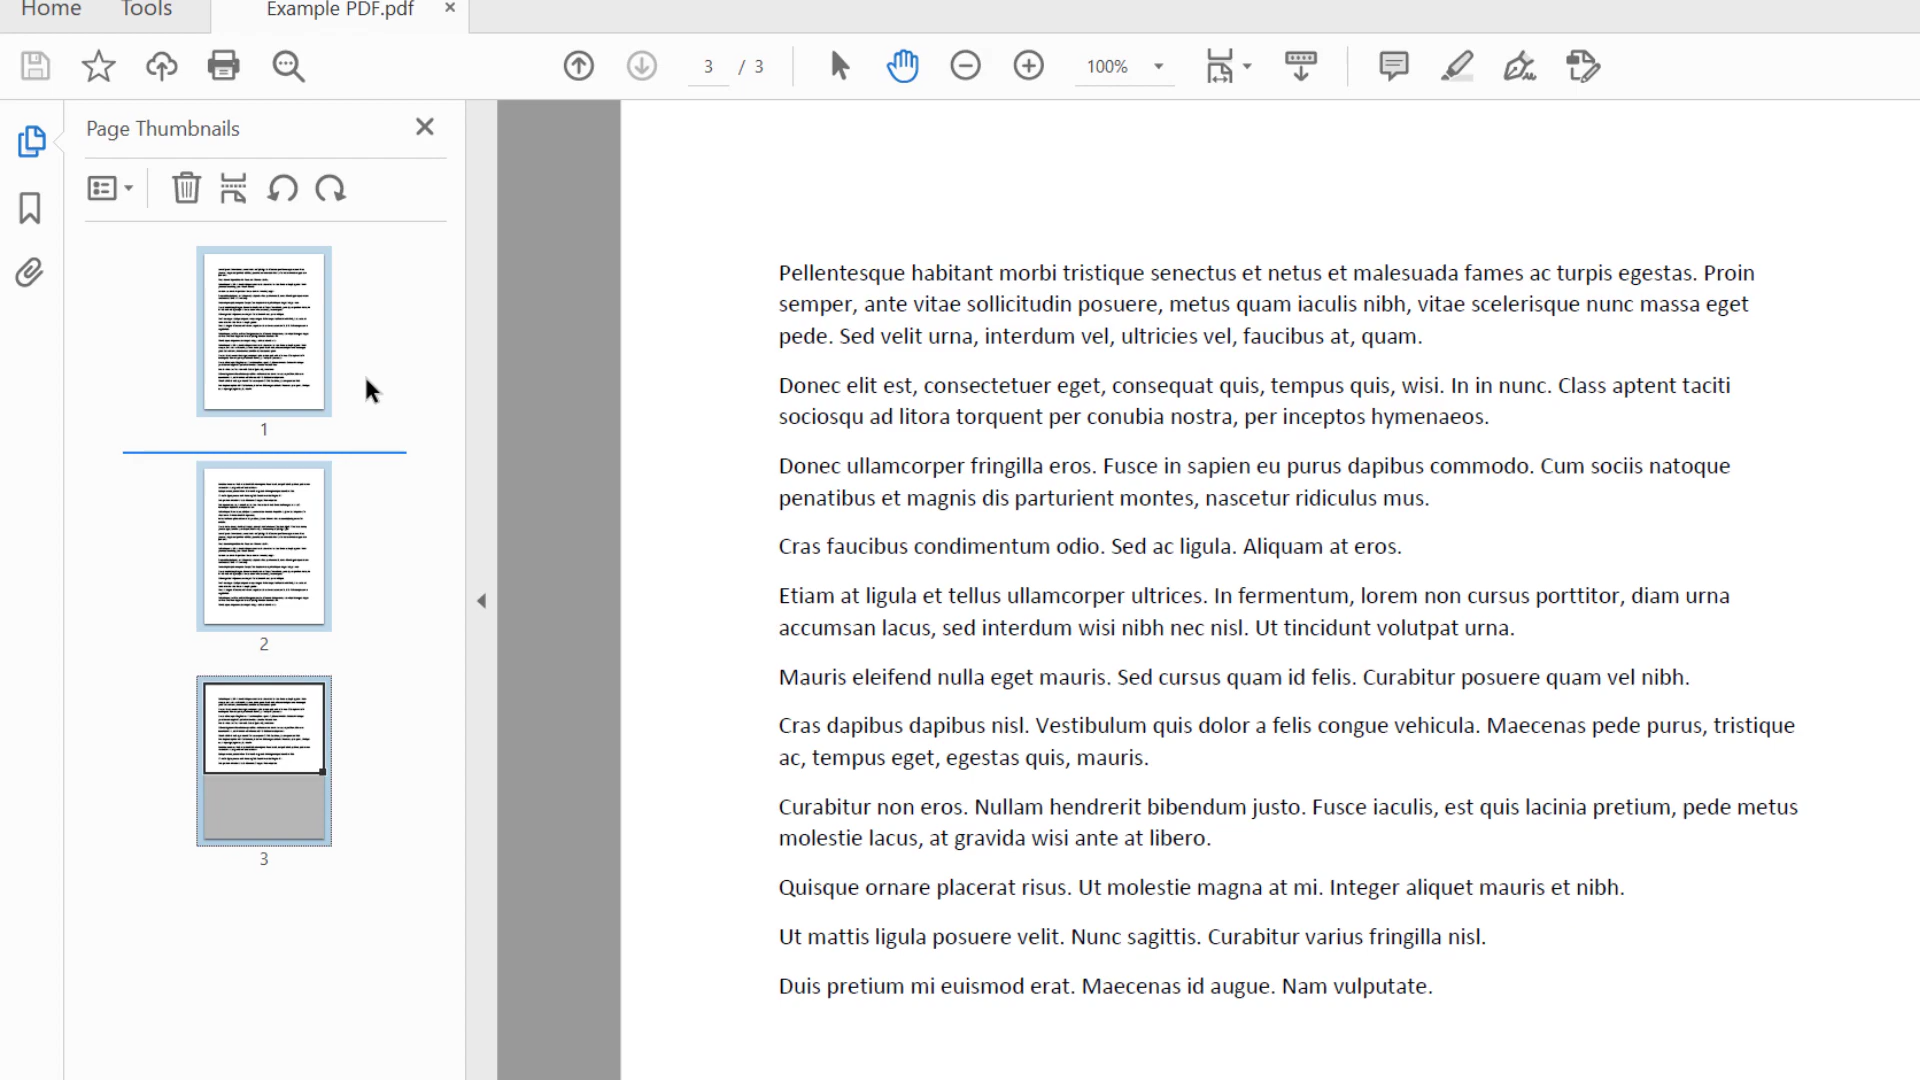 Home Tools Example PDF.pdf ×
3 / 3 100%
Page Thumbnails
1
2
3
Pellentesque habitant morbi tristique senectus et netus et malesuada fames ac turpis egestas. Proin
semper, ante vitae sollicitudin posuere, metus quam iaculis nibh, vitae scelerisque nunc massa eget
pede. Sed velit urna, interdum vel, ultricies vel, faucibus at, quam.
Donec elit est, consectetuer eget, consequat quis, tempus quis, wisi. In in nunc. Class aptent taciti
sociosqu ad litora torquent per conubia nostra, per inceptos hymenaeos.
Donec ullamcorper fringilla eros. Fusce in sapien eu purus dapibus commodo. Cum sociis natoque
penatibus et magnis dis parturient montes, nascetur ridiculus mus.
Cras faucibus condimentum odio. Sed ac ligula. Aliquam at eros.
Etiam at ligula et tellus ullamcorper ultrices. In fermentum, lorem non cursus porttitor, diam urna
accumsan lacus, sed interdum wisi nibh nec nisl. Ut tincidunt volutpat urna.
Mauris eleifend nulla eget mauris. Sed cursus quam id felis. Curabitur posuere quam vel nibh.
Cras dapibus dapibus nisl. Vestibulum quis dolor a felis congue vehicula. Maecenas pede purus, tristique
ac, tempus eget, egestas quis, mauris.
Curabitur non eros. Nullam hendrerit bibendum justo. Fusce iaculis, est quis lacinia pretium, pede metus
molestie lacus, at gravida wisi ante at libero.
Quisque ornare placerat risus. Ut molestie magna at mi. Integer aliquet mauris et nibh.
Ut mattis ligula posuere velit. Nunc sagittis. Curabitur varius fringilla nisl.
Duis pretium mi euismod erat. Maecenas id augue. Nam vulputate.